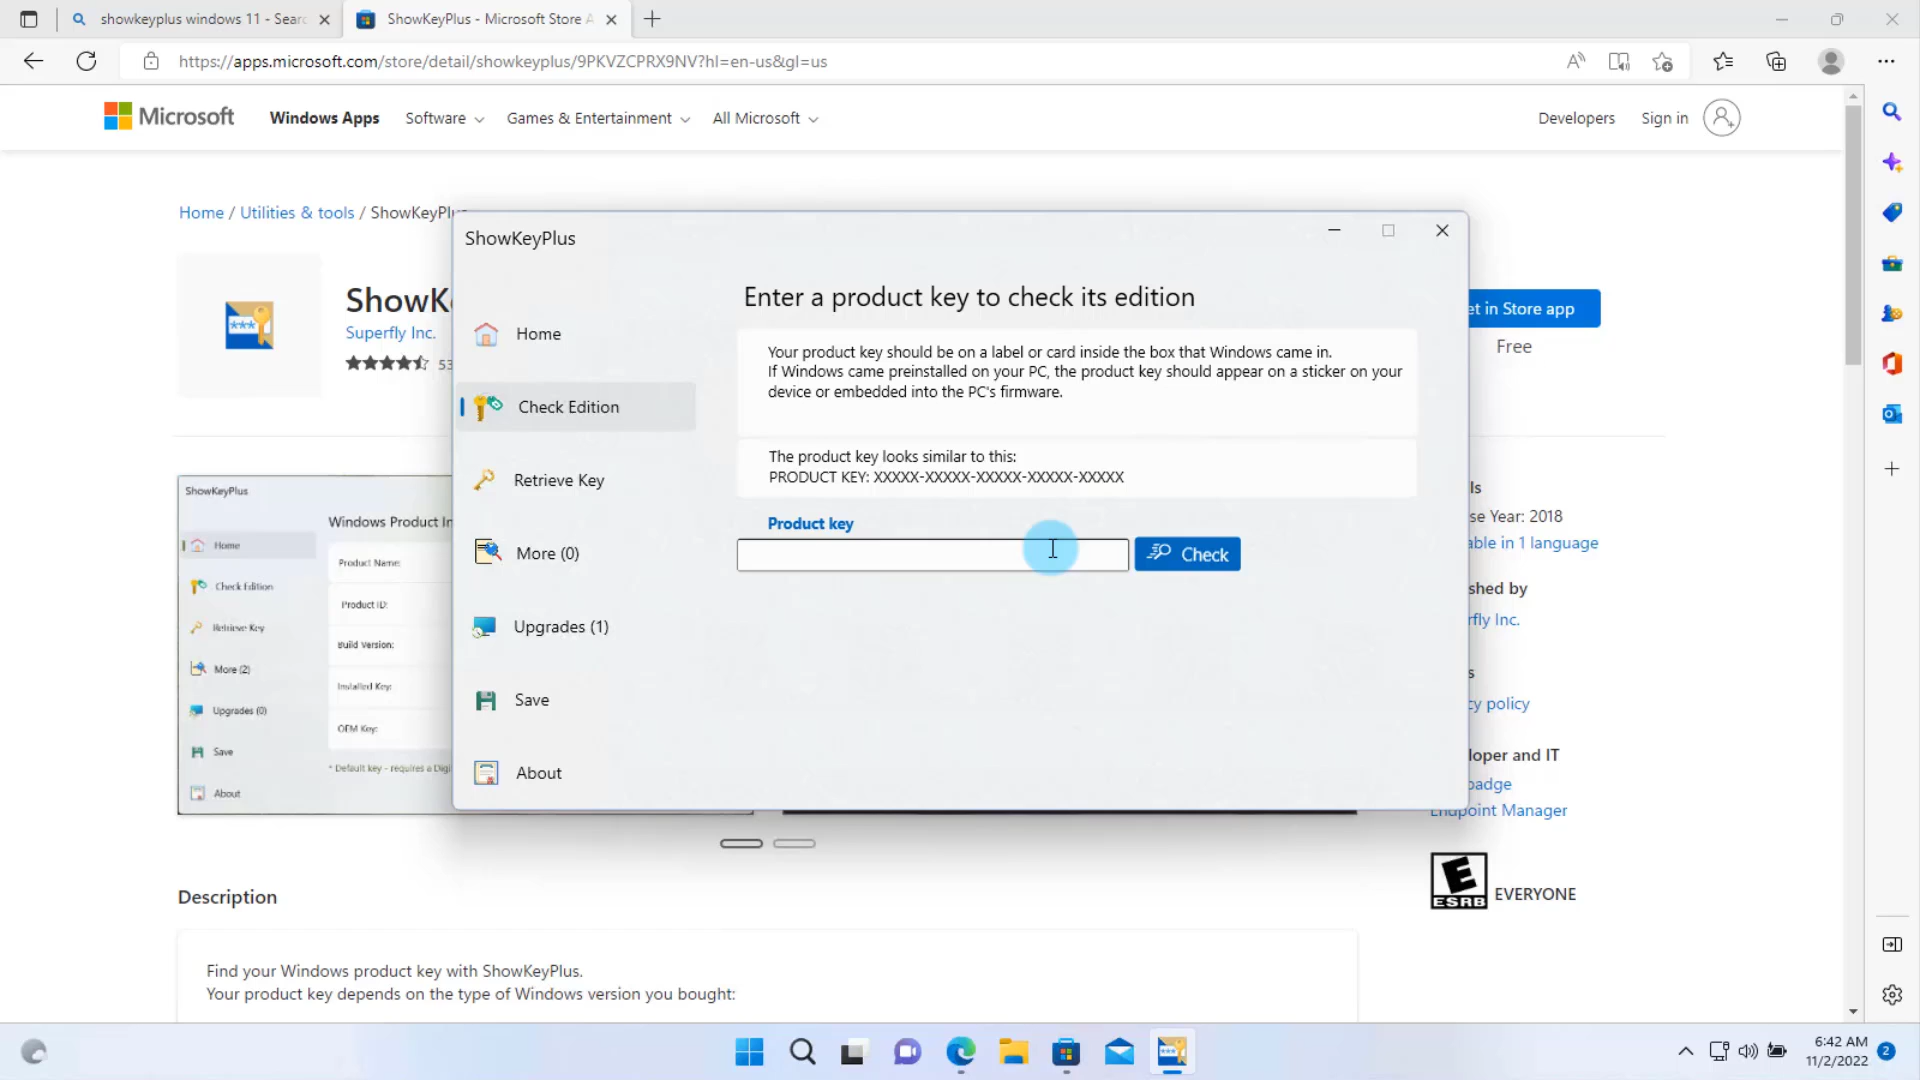 showkeyplus windows 11 - Sear
ShowKeyPlus - Microsoft Store A
https://apps.microsoft.com/store/detail/showkeyplus/9PKVZCPRX9NV?hl=en-us&gl=us
Microsoft
Windows Apps
Software
Games & Entertainment
All Microsoft
Developers
Sign in
Home / Utilities & tools / ShowKeyPlus
ShowK
Superfly Inc.
53
et in Store app
Free
ShowKeyPlus
Home
Check Edition
Retrieve Key
More (0)
Upgrades (1)
Save
About
Enter a product key to check its edition
Your product key should be on a label or card inside the box that Windows came in.
If Windows came preinstalled on your PC, the product key should appear on a sticker on your
device or embedded into the PC's firmware.
The product key looks similar to this:
PRODUCT KEY: XXXXX-XXXXX-XXXXX-XXXXX-XXXXX
Product key
Check
ShowKeyPlus
Home
Check Edition
Retrieve Key
More (2)
Upgrades (0)
Save
About
Windows Product In
Product Name:
Product ID:
Build Version:
Installed Key:
OEM Key:
* Default key - requires a Digi
ls
se Year: 2018
able in 1 language
shed by
rfly Inc.
s
cy policy
loper and IT
badge
Endpoint Manager
E
ESRB
EVERYONE
Description
Find your Windows product key with ShowKeyPlus.
Your product key depends on the type of Windows version you bought:
6:42 AM
11/2/2022
2